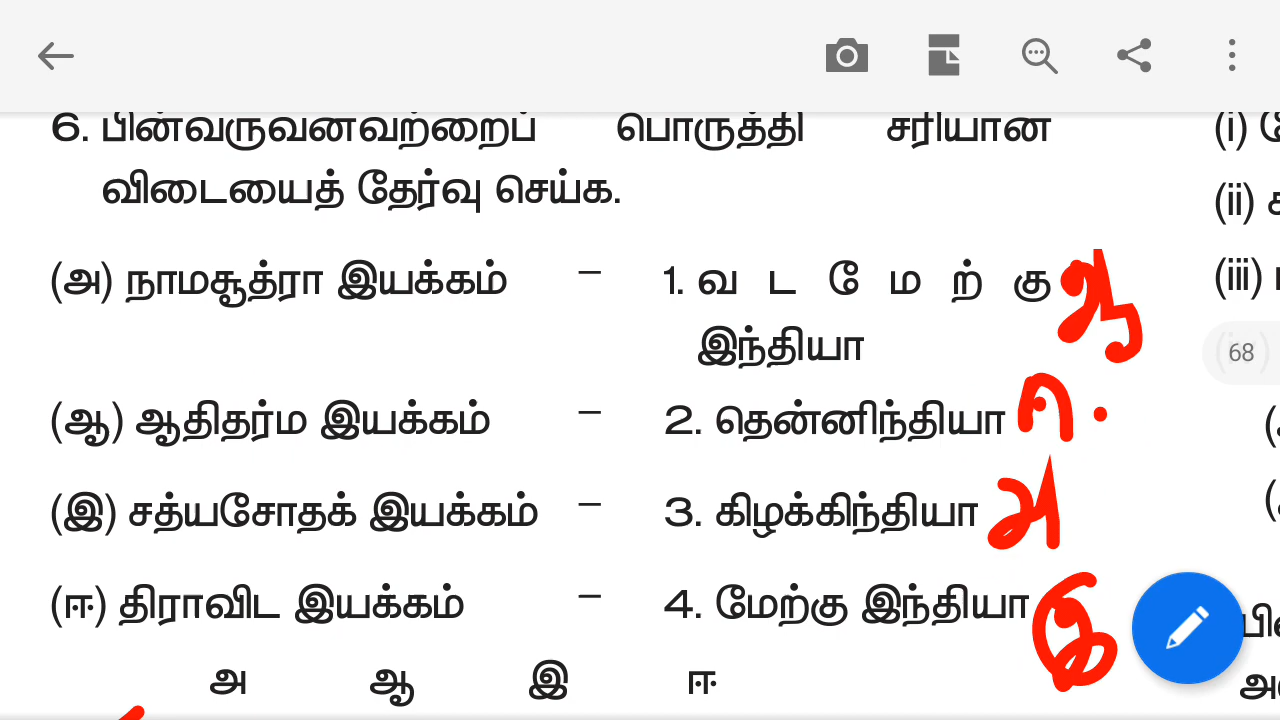 6. பின்வருவனவற்றைப் பொருத்தி சரியான
விடையைத் தேர்வு செய்க.
(அ) நாமசூத்ரா இயக்கம் – 1. வ ட மே ற் கு ஆ
இந்தியா
(ஆ) ஆதிதர்ம இயக்கம் – 2. தென்னிந்தியா ஈ.
(இ) சத்யசோதக் இயக்கம் – 3. கிழக்கிந்தியா அ
(ஈ) திராவிட இயக்கம் – 4. மேற்கு இந்தியா இ
அ ஆ இ ஈ
(i)
(ii)
(iii)
68